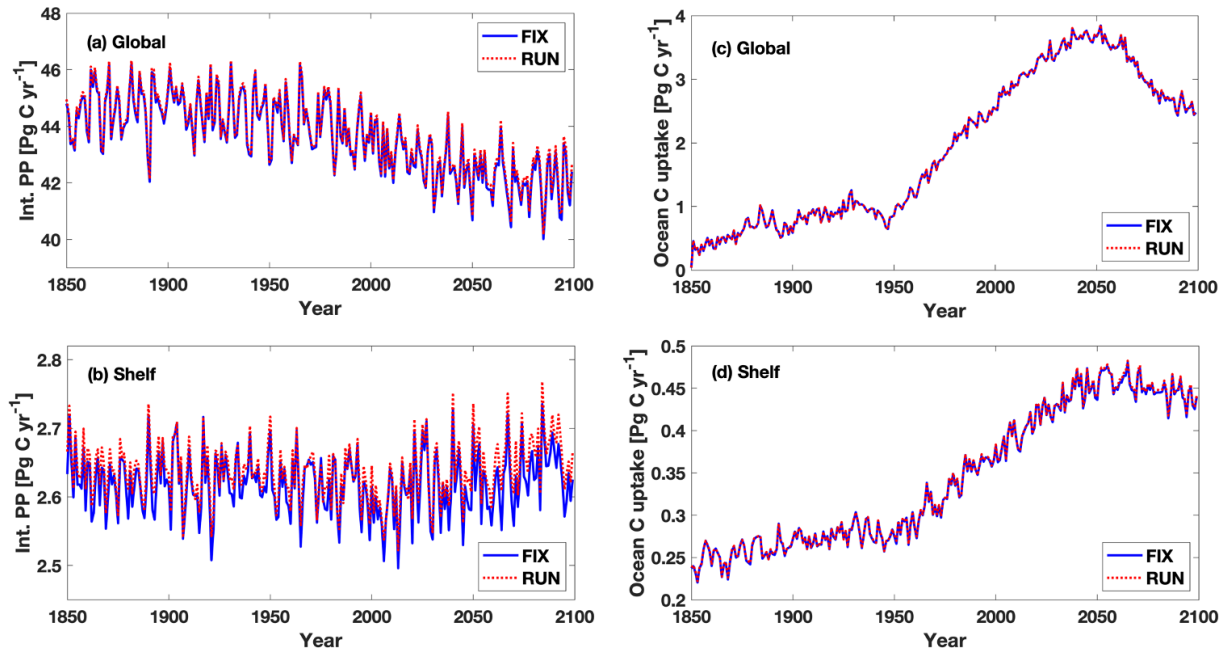 (a) Global
Int. PP [Pg C yr-1]
48
46
44
42
40
1850
1900
1950
2000
2050
2100
Year
FIX
RUN
(c) Global
Ocean C uptake [Pg C yr-1]
4
3
2
1
0
1850
1900
1950
2000
2050
2100
Year
FIX
RUN
(b) Shelf
Int. PP [Pg C yr-1]
2.8
2.7
2.6
2.5
1850
1900
1950
2000
2050
2100
Year
FIX
RUN
(d) Shelf
Ocean C uptake [Pg C yr-1]
0.5
0.45
0.4
0.35
0.3
0.25
0.2
1850
1900
1950
2000
2050
2100
Year
FIX
RUN